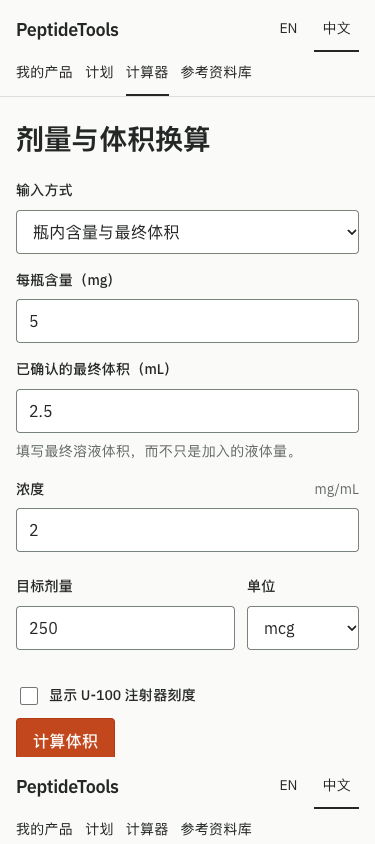 PeptideTools EN 中文
我的产品 计划 计算器 参考资料库
剂量与体积换算
输入方式
瓶内含量与最终体积
每瓶含量（mg）
5
已确认的最终体积（mL）
2.5
填写最终溶液体积，而不只是加入的液体量。
浓度 mg/mL
2
目标剂量 单位
250 mcg
显示 U-100 注射器刻度
计算体积
PeptideTools EN 中文
我的产品 计划 计算器 参考资料库